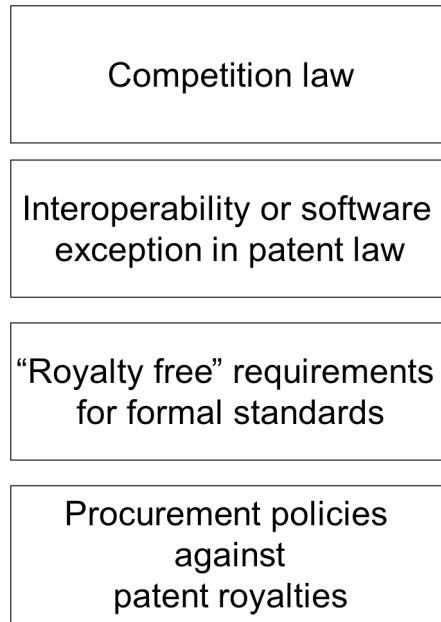 Competition law
Interoperability or software
exception in patent law
“Royalty free” requirements
for formal standards
Procurement policies
against
patent royalties